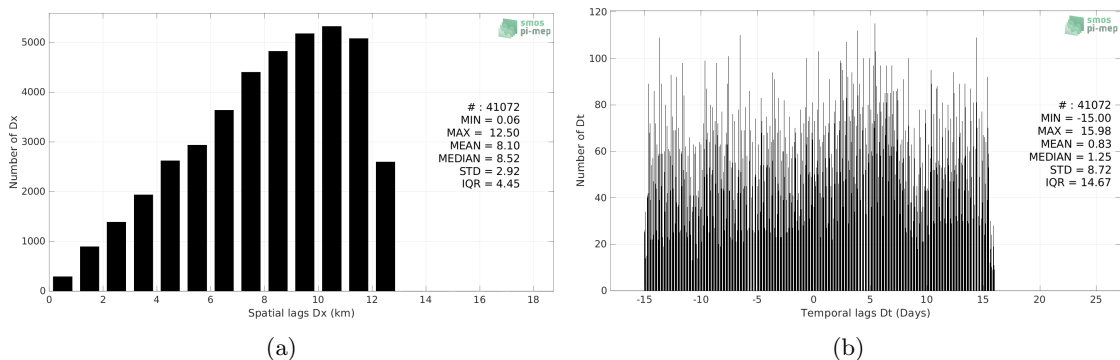 5000
4000
3000
2000
1000
0
Number of Dx
0 2 4 6 8 10 12 14 16 18
Spatial lags Dx (km)
smos
pi-mep
# : 41072
MIN = 0.06
MAX = 12.50
MEAN = 8.10
MEDIAN = 8.52
STD = 2.92
IQR = 4.45
(a)
120
100
80
60
40
20
0
Number of Dt
-15 -10 -5 0 5 10 15 20 25
Temporal lags Dt (Days)
smos
pi-mep
# : 41072
MIN = -15.00
MAX = 15.98
MEAN = 0.83
MEDIAN = 1.25
STD = 8.72
IQR = 14.67
(b)